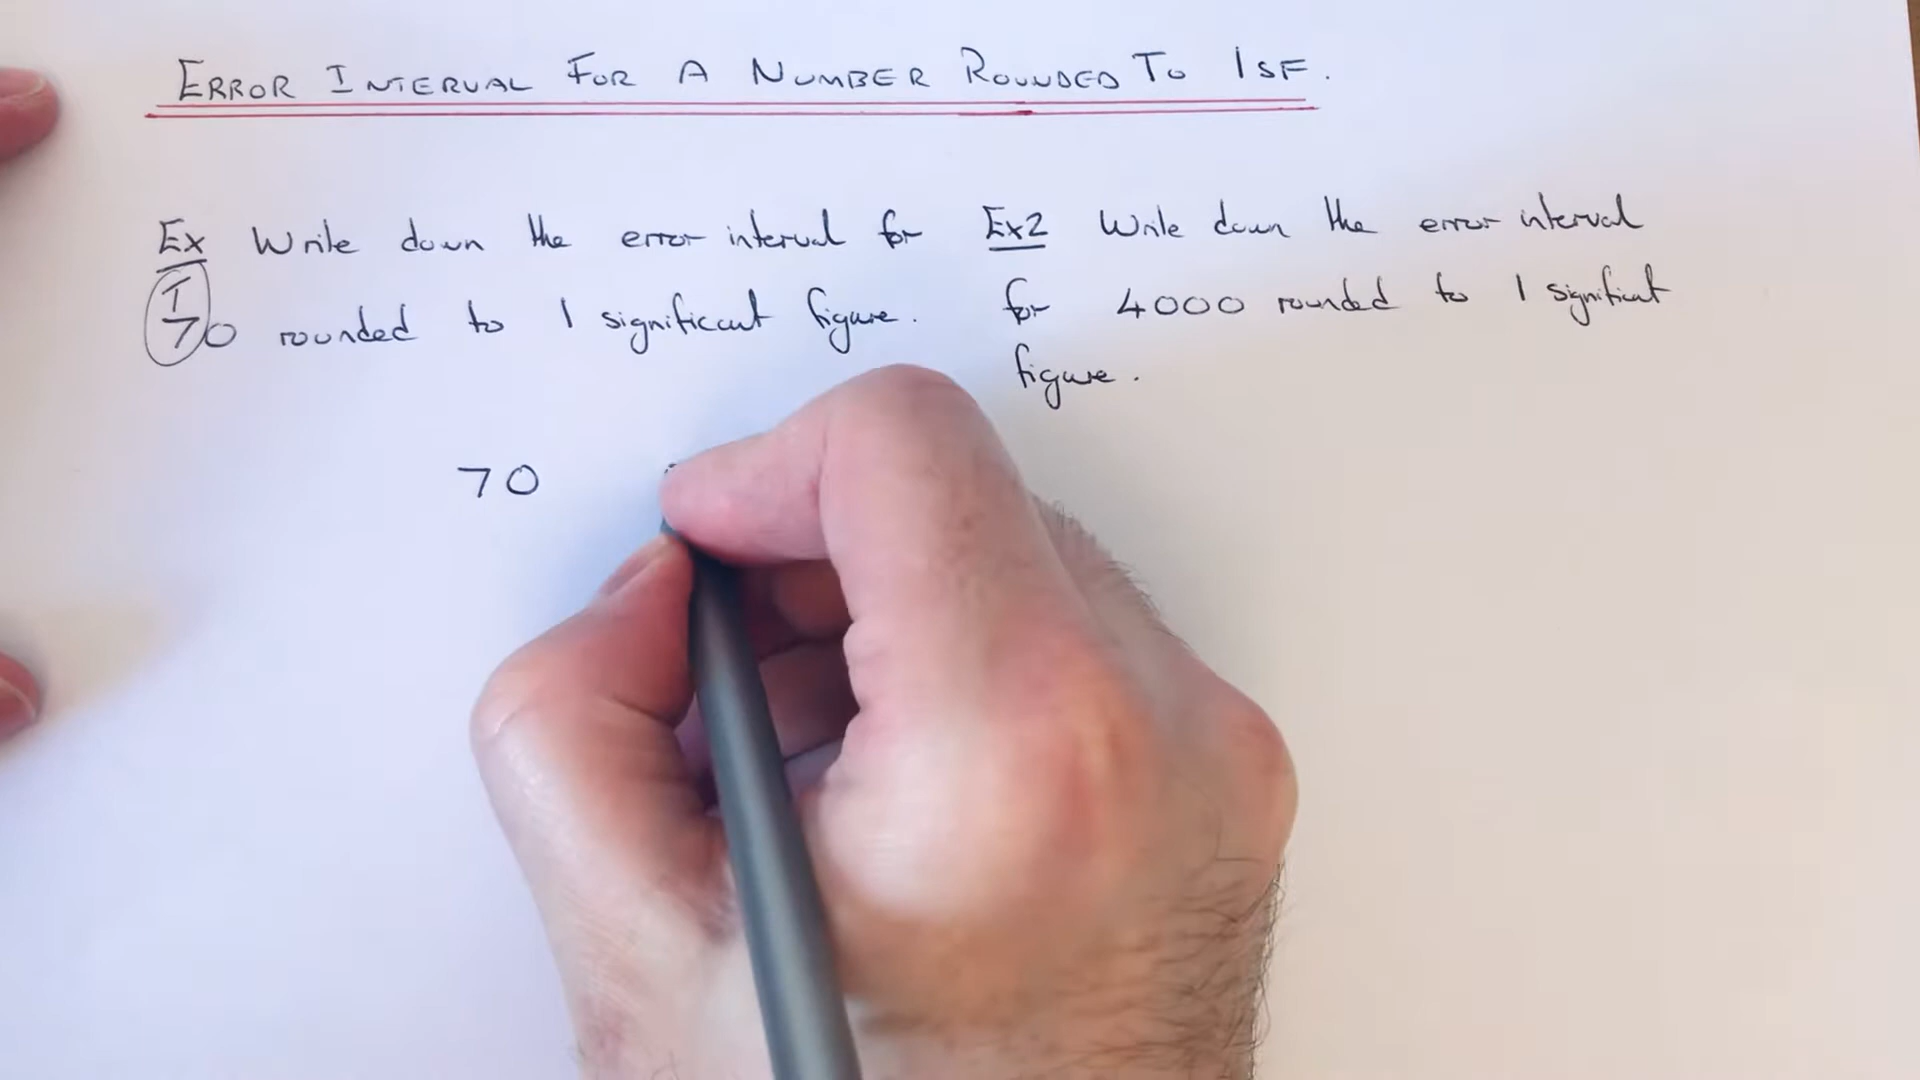 ERROR INTERVAL FOR A NUMBER ROUNDED TO 1SF.
Ex Write down the error interval for
T
70 rounded to 1 significant figure.
Ex2 Write down the error interval
for 4000 rounded to 1 significant
figure.
70